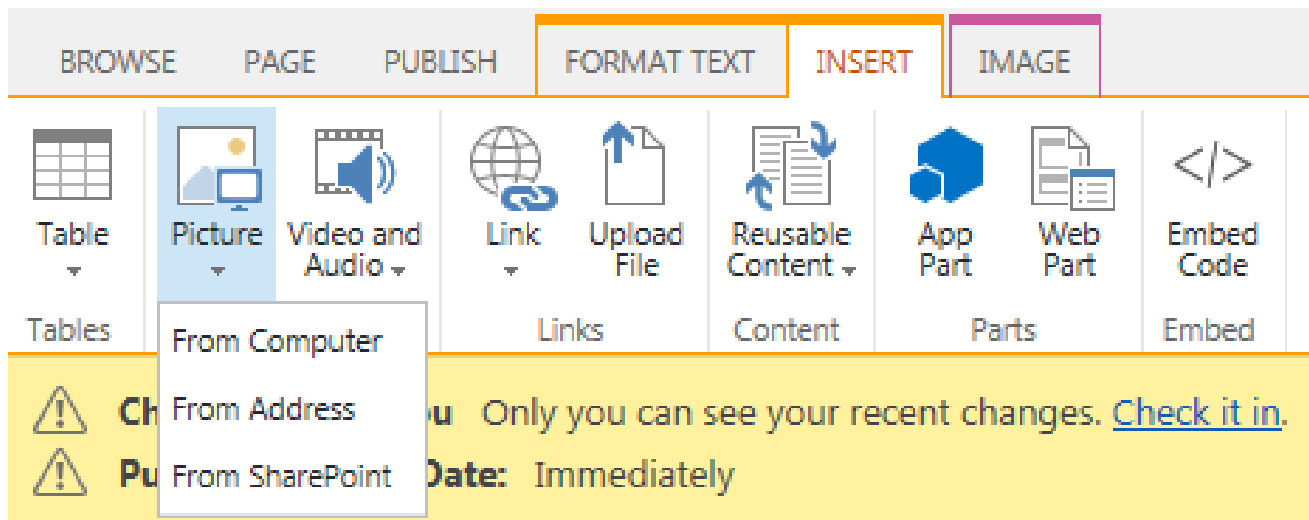 BROWSE PAGE PUBLISH FORMAT TEXT INSERT IMAGE
Table Picture Video and Audio Link Upload File Reusable Content App Part Web Part Embed Code
Tables Links Content Parts Embed
From Computer
From Address
From SharePoint
Only you can see your recent changes. Check it in.
Date: Immediately